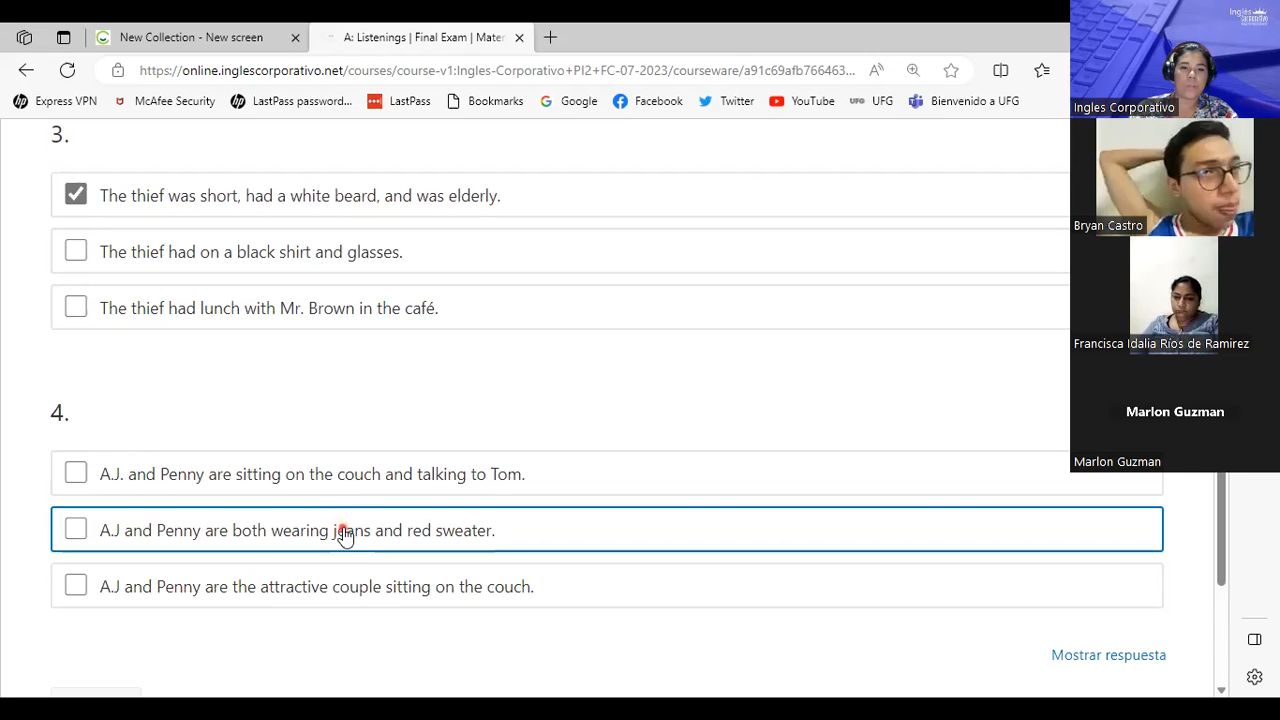 New Collection - New screen
A: Listenings | Final Exam | Mater
https://online.inglescorporativo.net/courses/course-v1:Ingles-Corporativo+PI2+FC-07-2023/courseware/a91c69afb766463...
Express VPN
McAfee Security
LastPass password...
LastPass
Bookmarks
Google
Facebook
Twitter
YouTube
UFG
UFG
Bienvenido a UFG
3.
The thief was short, had a white beard, and was elderly.
The thief had on a black shirt and glasses.
The thief had lunch with Mr. Brown in the café.
4.
A.J. and Penny are sitting on the couch and talking to Tom.
A.J and Penny are both wearing jeans and red sweater.
A.J and Penny are the attractive couple sitting on the couch.
Mostrar respuesta
Inglés
corporativo
Ingles Corporativo
Bryan Castro
Francisca Idalia Ríos de Ramirez
Marlon Guzman
Marlon Guzman